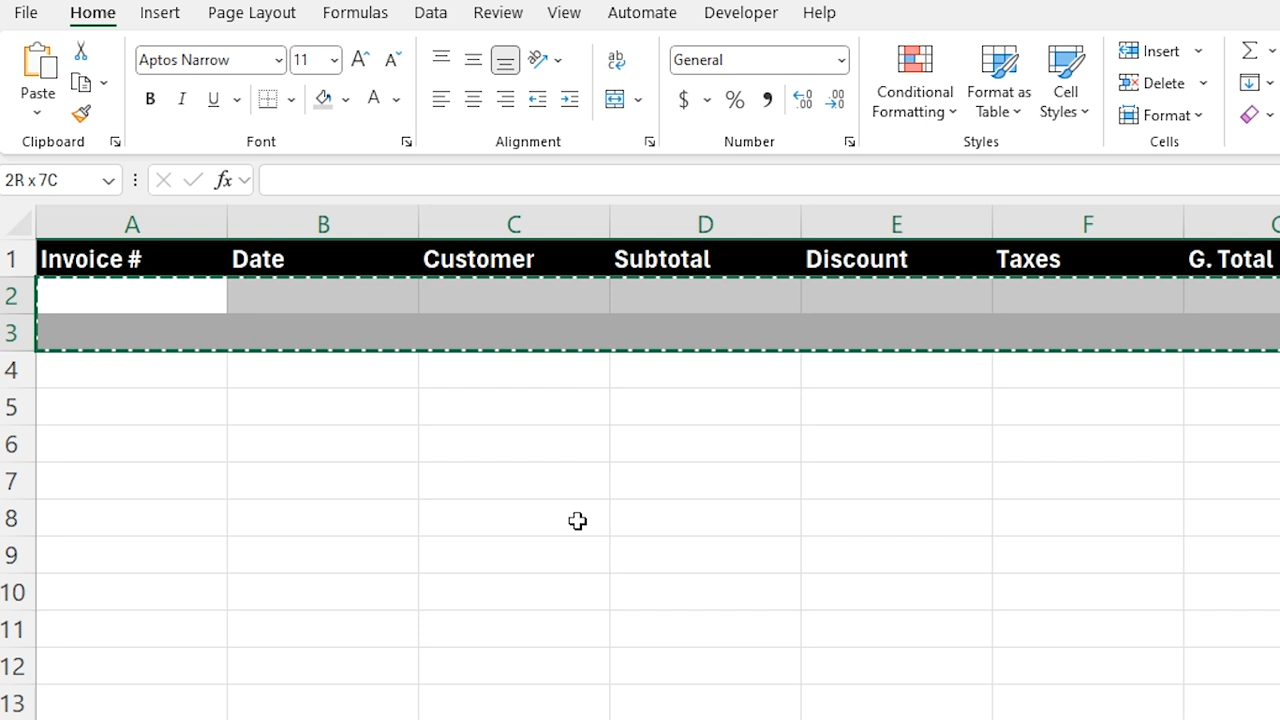 File Home Insert Page Layout Formulas Data Review View Automate Developer Help
Aptos Narrow 11 General Insert
Paste Conditional Format as Cell Delete
B I U A $ % Formatting Table Styles Format
Clipboard Font Alignment Number Styles Cells
2R x 7C fx
A B C D E F
1 Invoice # Date Customer Subtotal Discount Taxes G. Total
2
3
4
5
6
7
8
9
10
11
12
13